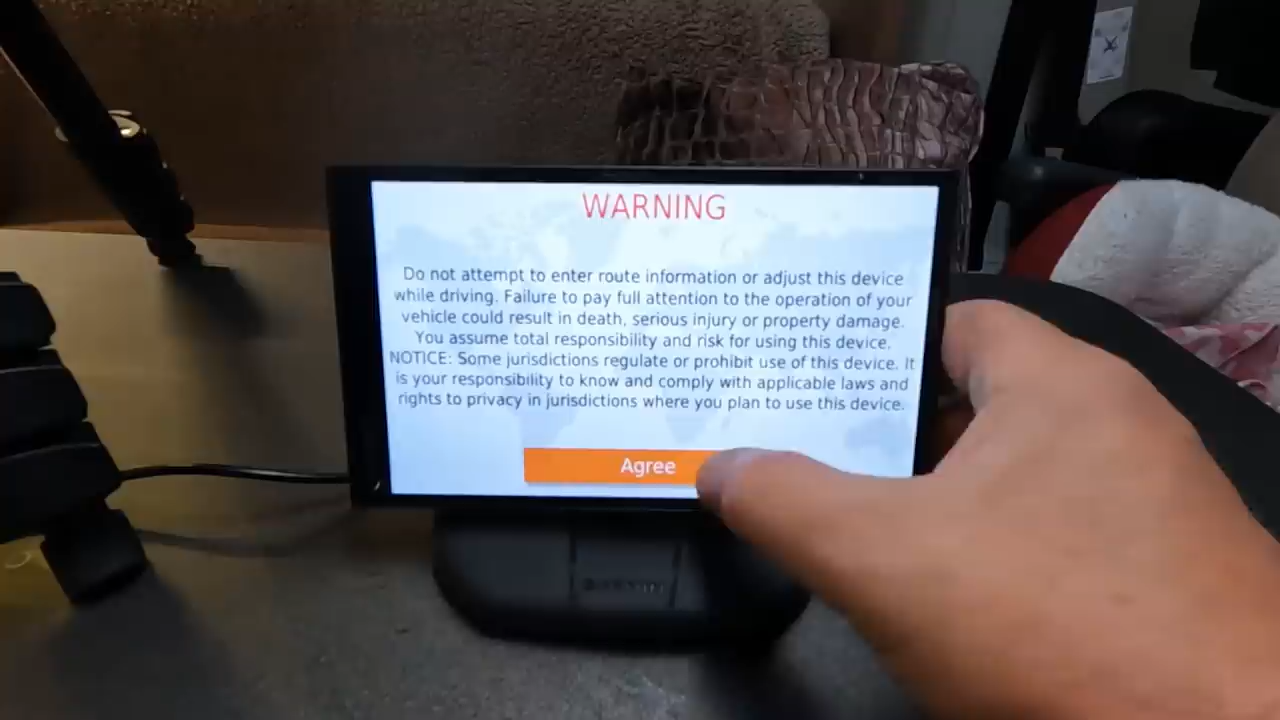 WARNING
Do not attempt to enter route information or adjust this device
while driving. Failure to pay full attention to the operation of your
vehicle could result in death, serious injury or property damage.
You assume total responsibility and risk for using this device.
NOTICE: Some jurisdictions regulate or prohibit use of this device. It
is your responsibility to know and comply with applicable laws and
rights to privacy in jurisdictions where you plan to use this device.
Agree